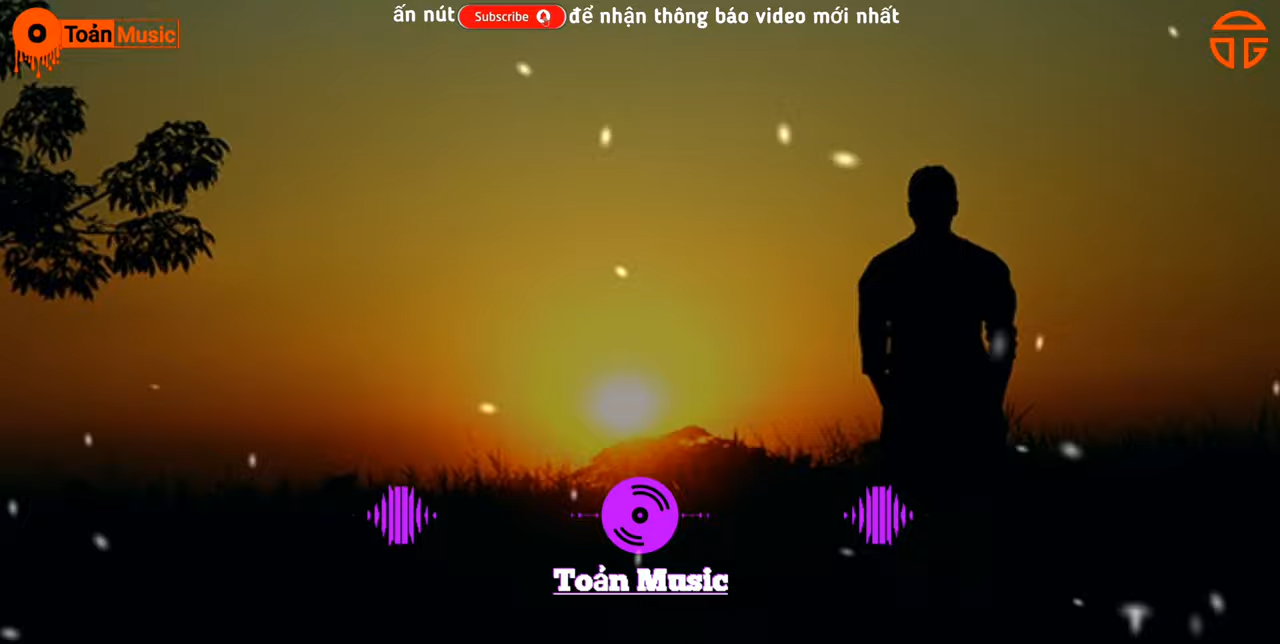 ấn nút Subscribe để nhận thông báo video mới nhất
Toản Music
Toản Music